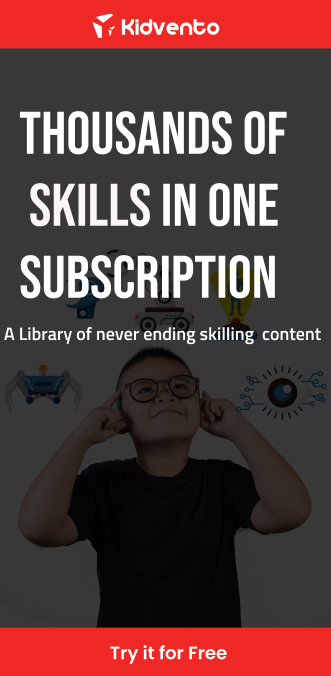 Kidvento
THOUSANDS OF
SKILLS IN ONE
SUBSCRIPTION
A Library of never ending skilling content
Try it for Free